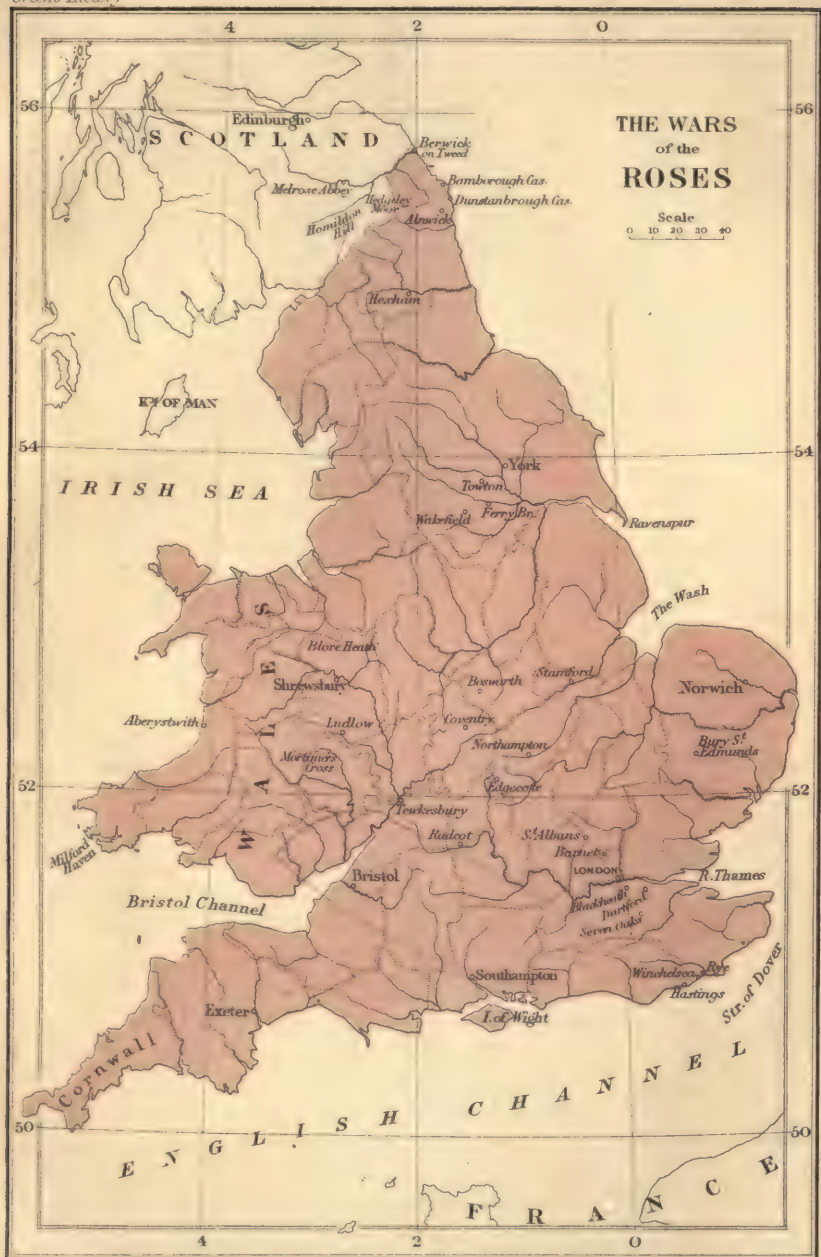 4 2 0
56 56
THE WARS
of the
ROSES
Scale
0 10 20 30 40
Edinburgh
SCOTLAND
Berwick
on Tweed
Melrose Abbey
Bamborough Cas.
Hedgeley
Moor
Dunstanbrough Cas.
Alnwick
Homildon
Hill
Hexham
OF MAN
54 54
York
IRISH SEA
Towton
Wakefield
Ferry Br.
Ravenspur
The Wash
WALES
Blore Heath
Shrewsbury
Bosworth
Stamford
Norwich
Aberystwith
Ludlow
Coventry
Bury St.
Edmunds
Northampton
Mortimers
Cross
52 52
Edgecote
Tewkesbury
Milford
Haven
Radcot
St. Albans
Barnet
LONDON
R. Thames
Bristol
Bristol Channel
Blackheath
Dartford
Seven Oaks
Southampton
Winchelsea
Rye
Hastings
Str. of Dover
Exeter
I. of Wight
Cornwall
50 50
ENGLISH CHANNEL
FRANCE
4 2 0